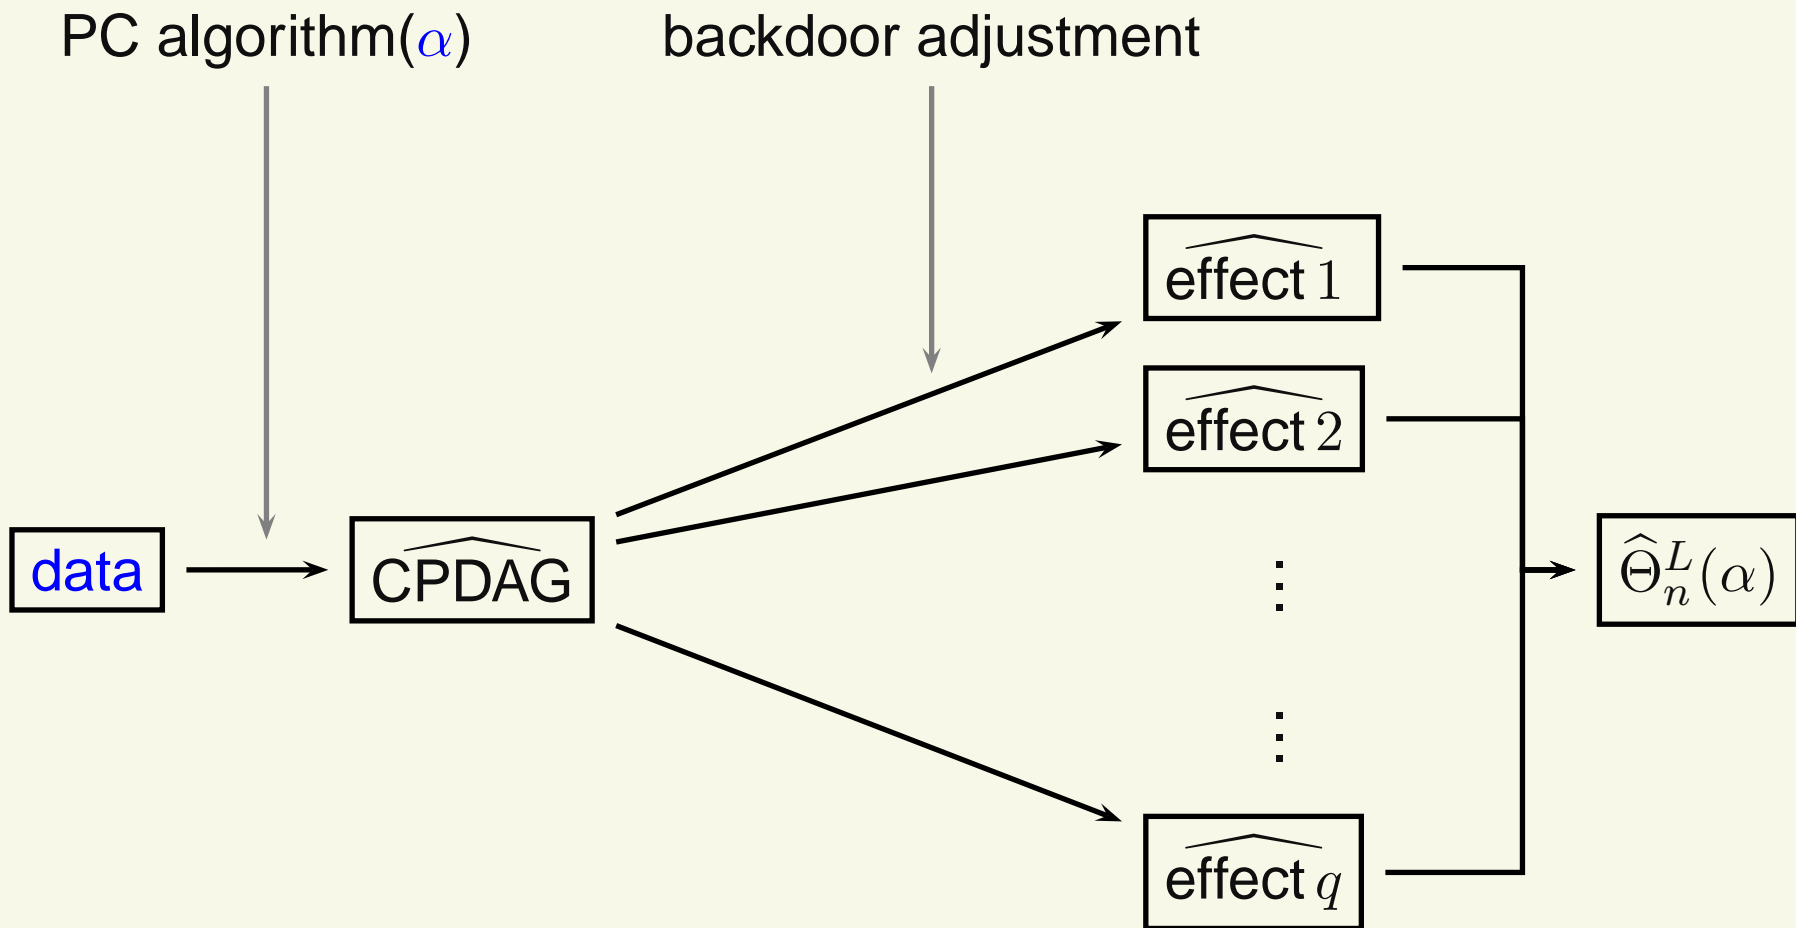 PC algorithm(α)
backdoor adjustment
effect 1
effect 2
data
CPDAG
⋮
Θ̂ₙᴸ(α)
⋮
effect q